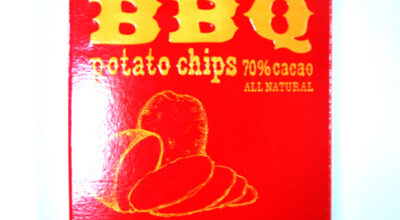 BBQ
potato chips 70% cacao
ALL NATURAL